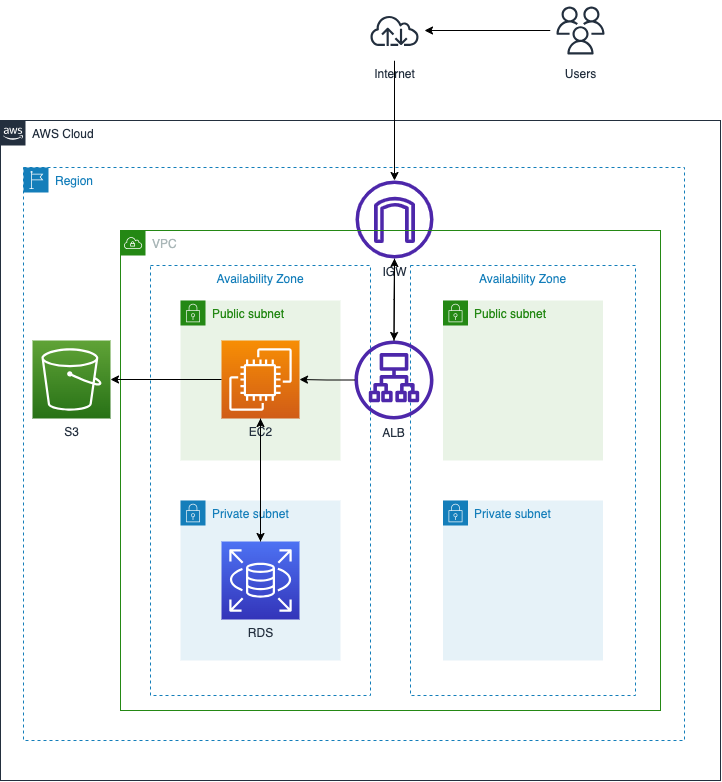 Internet
Users
aws
AWS Cloud
Region
VPC
IGW
Availability Zone
Availability Zone
Public subnet
Public subnet
S3
EC2
ALB
Private subnet
Private subnet
RDS